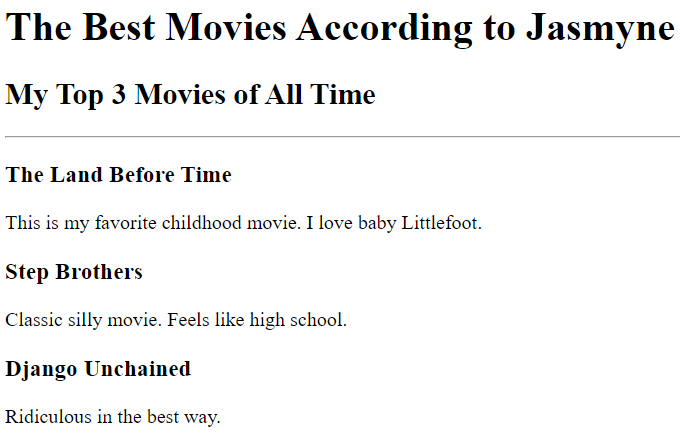 The Best Movies According to Jasmyne
My Top 3 Movies of All Time
The Land Before Time
This is my favorite childhood movie. I love baby Littlefoot.
Step Brothers
Classic silly movie. Feels like high school.
Django Unchained
Ridiculous in the best way.